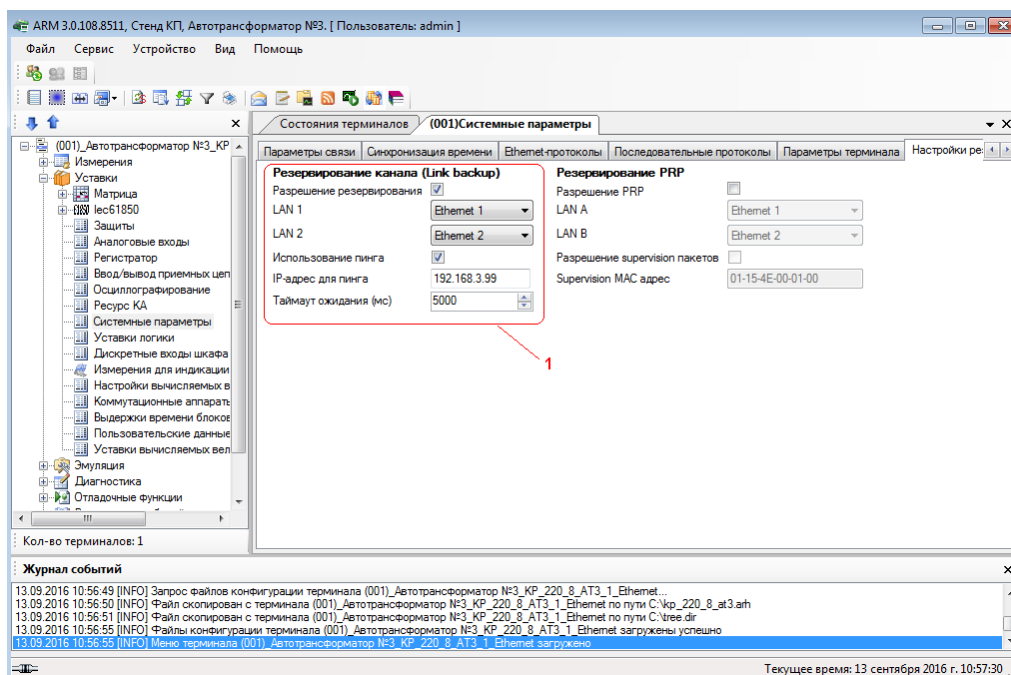 ARM 3.0.108.8511, Стенд КП, Автотрансформатор №3. [ Пользователь: admin ]
Файл Сервис Устройство Вид Помощь
Состояния терминалов (001)Системные параметры
(001)_Автотрансформатор №3_КР
Измерения
Уставки
Матрица
Iec61850
Защиты
Аналоговые входы
Регистратор
Ввод/вывод приемных цеп
Осциллографирование
Ресурс КА
Системные параметры
Уставки логики
Дискретные входы шкафа
Измерения для индикации
Настройки вычисляемых в
Коммутационные аппарать
Выдержки времени блоков
Пользовательские данные
Уставки вычисляемых вел
Эмуляция
Диагностика
Отладочные функции
Кол-во терминалов: 1
Параметры связи Синхронизация времени Ethernet-протоколы Последовательные протоколы Параметры терминала Настройки ре:
Резервирование канала (Link backup)
Разрешение резервирования
LAN 1 Ethernet 1
LAN 2 Ethernet 2
Использование пинга
IP-адрес для пинга 192.168.3.99
Таймаут ожидания (мс) 5000
Резервирование PRP
Разрешение PRP
LAN A Ethernet 1
LAN B Ethernet 2
Разрешение supervision пакетов
Supervision MAC адрес 01-15-4E-00-01-00
1
Журнал событий
13.09.2016 10:56:49 [INFO] Запрос файлов конфигурации терминала (001)_Автотрансформатор №3_KP_220_8_AT3_1_Ethernet...
13.09.2016 10:56:50 [INFO] Файл скопирован с терминала (001)_Автотрансформатор №3_KP_220_8_AT3_1_Ethernet по пути C:\kp_220_8_at3.arh
13.09.2016 10:56:51 [INFO] Файл скопирован с терминала (001)_Автотрансформатор №3_KP_220_8_AT3_1_Ethernet по пути C:\tree.dir
13.09.2016 10:56:55 [INFO] Файлы конфигурации терминала (001)_Автотрансформатор №3_KP_220_8_AT3_1_Ethernet загружены успешно
13.09.2016 10:56:55 [INFO] Меню терминала (001)_Автотрансформатор №3_KP_220_8_AT3_1_Ethernet загружено
Текущее время: 13 сентября 2016 г. 10:57:30